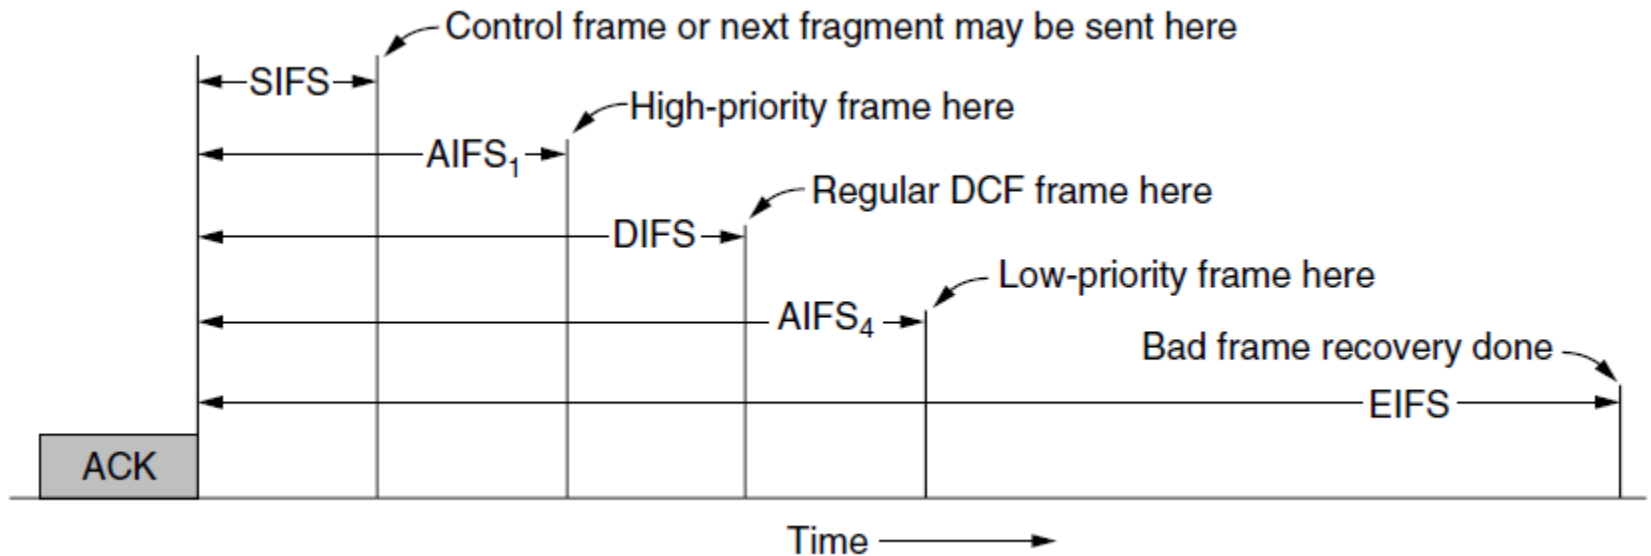 Control frame or next fragment may be sent here
SIFS
High-priority frame here
AIFS1
Regular DCF frame here
DIFS
Low-priority frame here
AIFS4
Bad frame recovery done
EIFS
ACK
Time